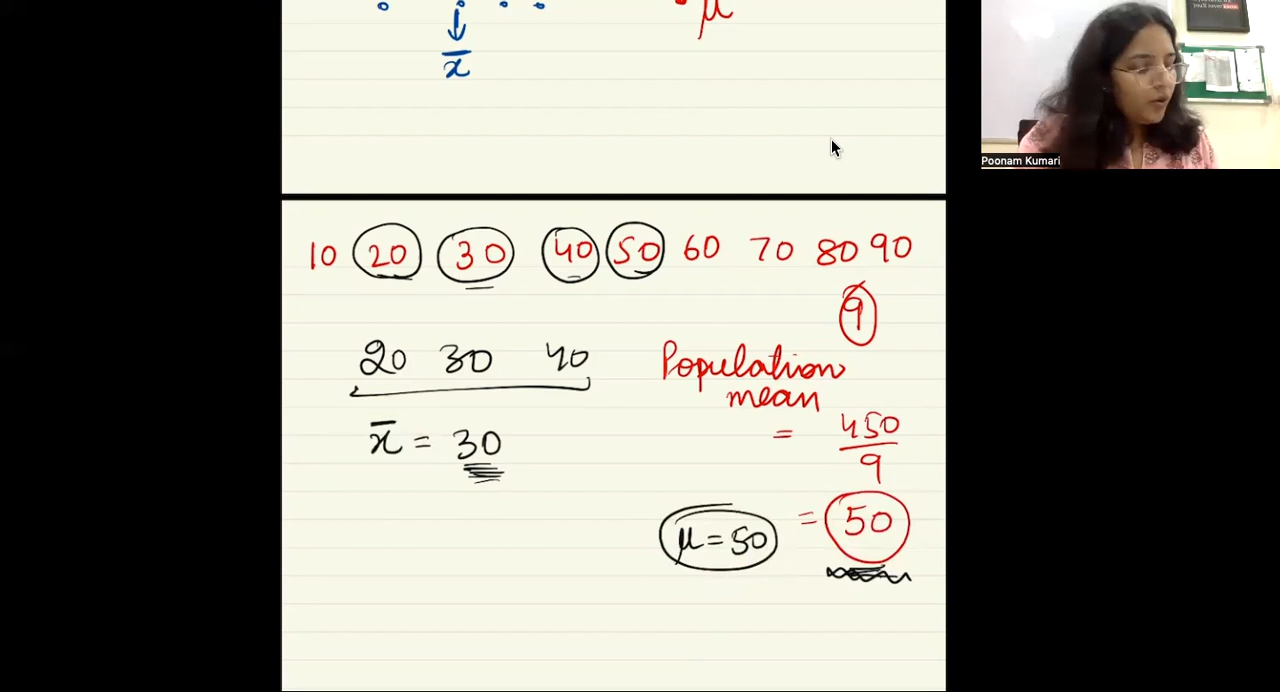 μ
x̄
Poonam Kumari
10 20 30 40 50 60 70 80 90
9
20 30 40
x̄ = 30
Population
mean
= 450/9
= 50
μ = 50